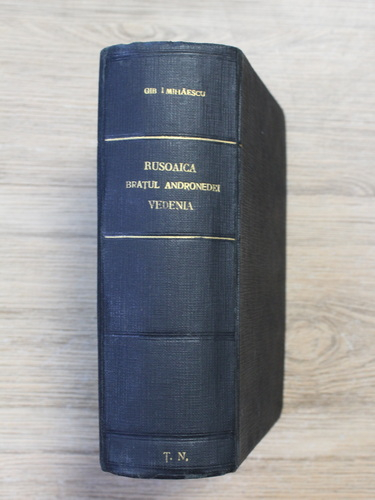 GIB I MIHĂESCU
RUSOAICA
BRAȚUL ANDRONEDEI
VEDENIA
T. N.